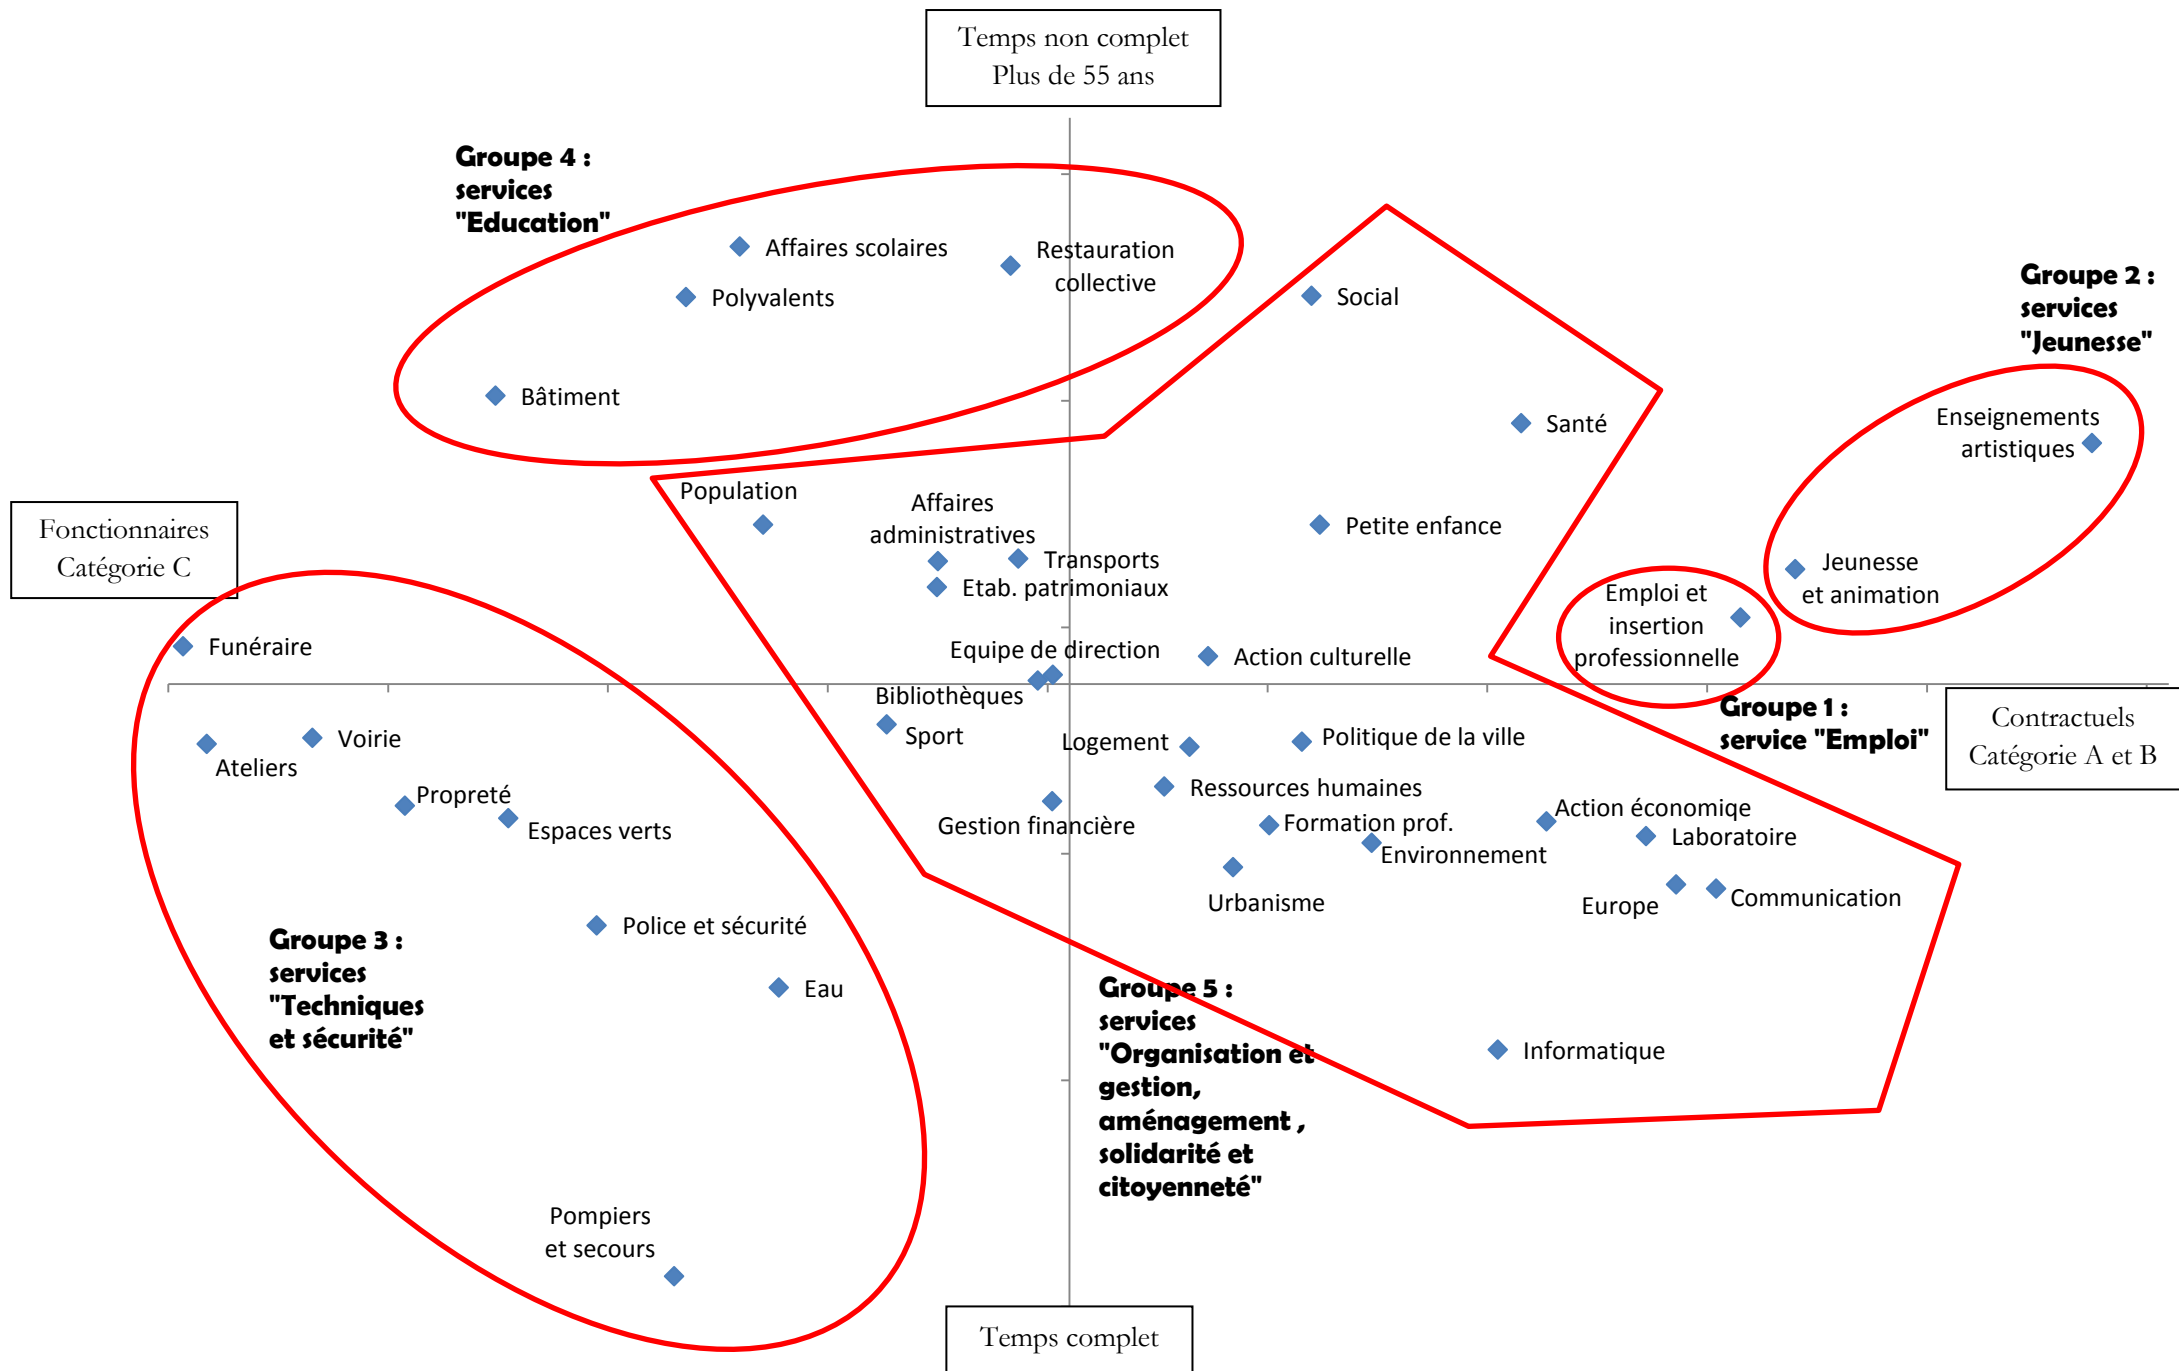 Temps non complet
Plus de 55 ans
Groupe 4 :
services
"Education"
Affaires scolaires
Restauration
collective
Polyvalents
Social
Groupe 2 :
services
"Jeunesse"
Bâtiment
Santé
Enseignements
artistiques
Population
Affaires
administratives
Transports
Petite enfance
Etab. patrimoniaux
Fonctionnaires
Catégorie C
Jeunesse
et animation
Emploi et
insertion
professionnelle
Funéraire
Equipe de direction
Action culturelle
Bibliothèques
Sport
Logement
Politique de la ville
Groupe 1 :
service "Emploi"
Contractuels
Catégorie A et B
Voirie
Ateliers
Propreté
Espaces verts
Ressources humaines
Gestion financière
Formation prof.
Action économiqe
Laboratoire
Environnement
Urbanisme
Europe
Communication
Police et sécurité
Groupe 3 :
services
"Techniques
et sécurité"
Eau
Groupe 5 :
services
"Organisation et
gestion,
aménagement ,
solidarité et
citoyenneté"
Informatique
Pompiers
et secours
Temps complet